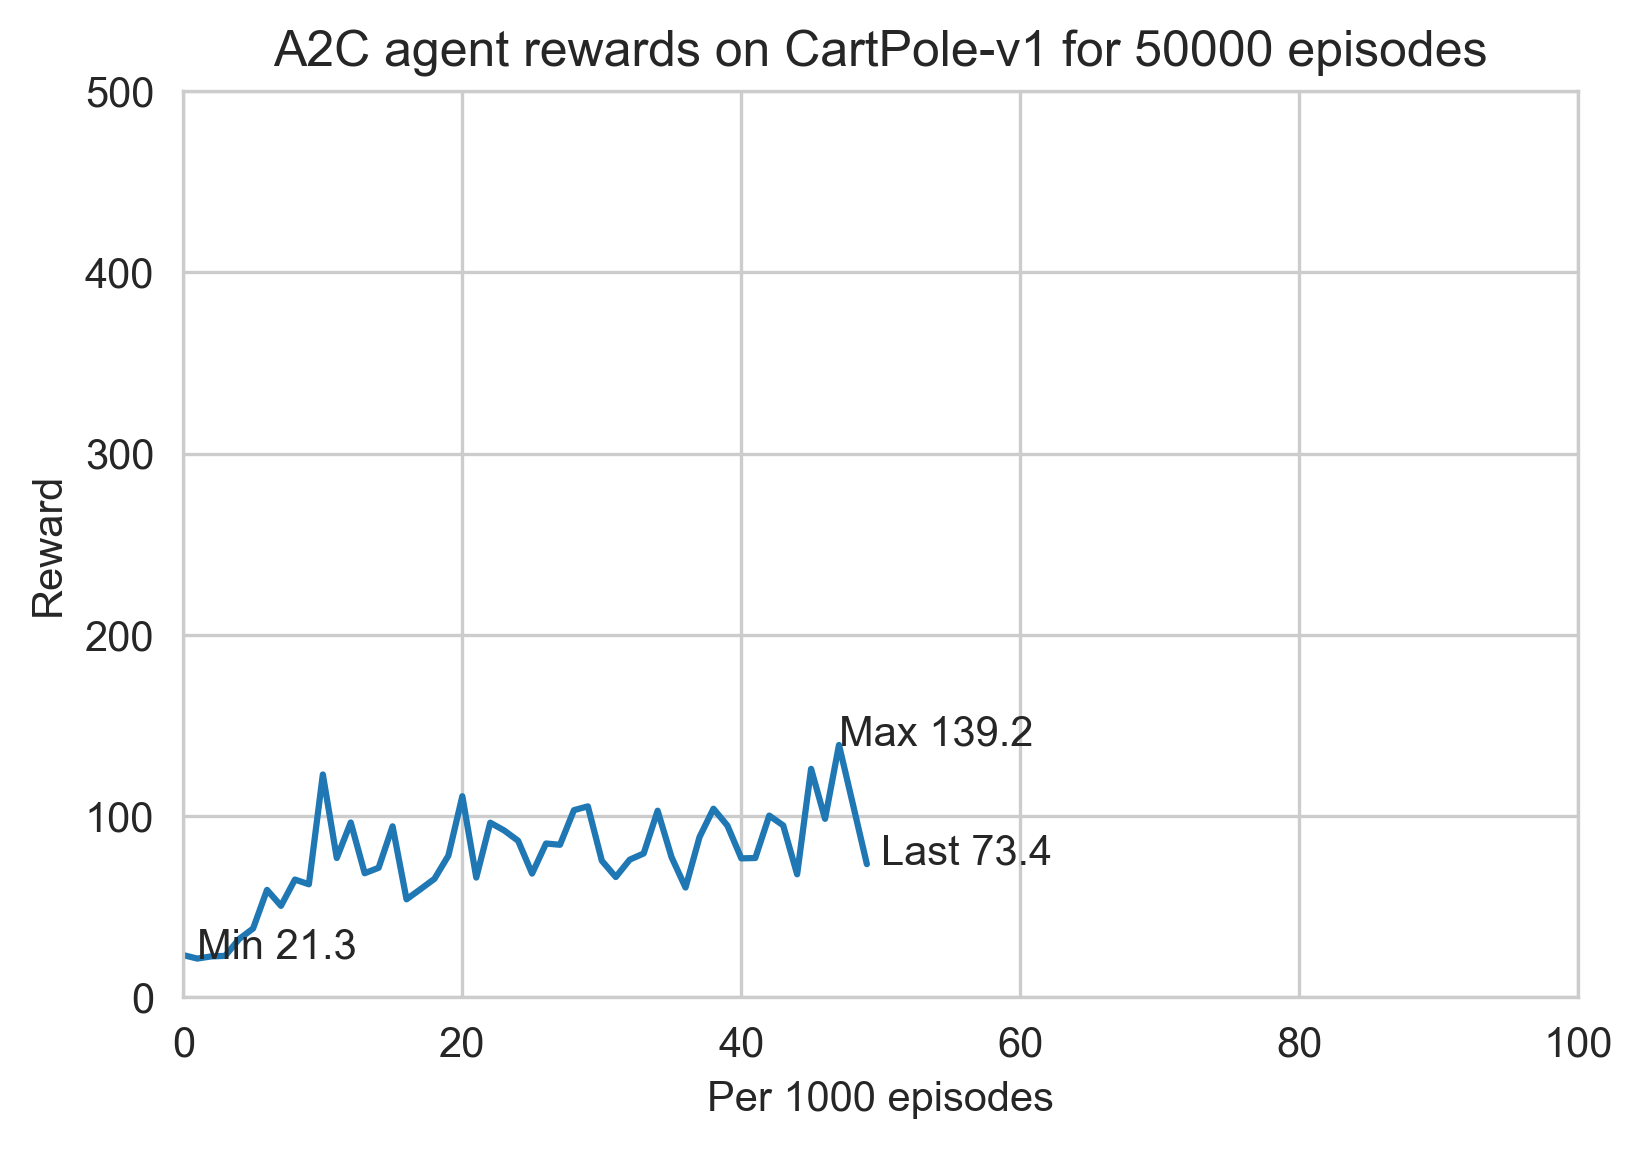 A2C agent rewards on CartPole-v1 for 50000 episodes
500
400
300
200
100
0
Reward
Max 139.2
Last 73.4
Min 21.3
0 20 40 60 80 100
Per 1000 episodes